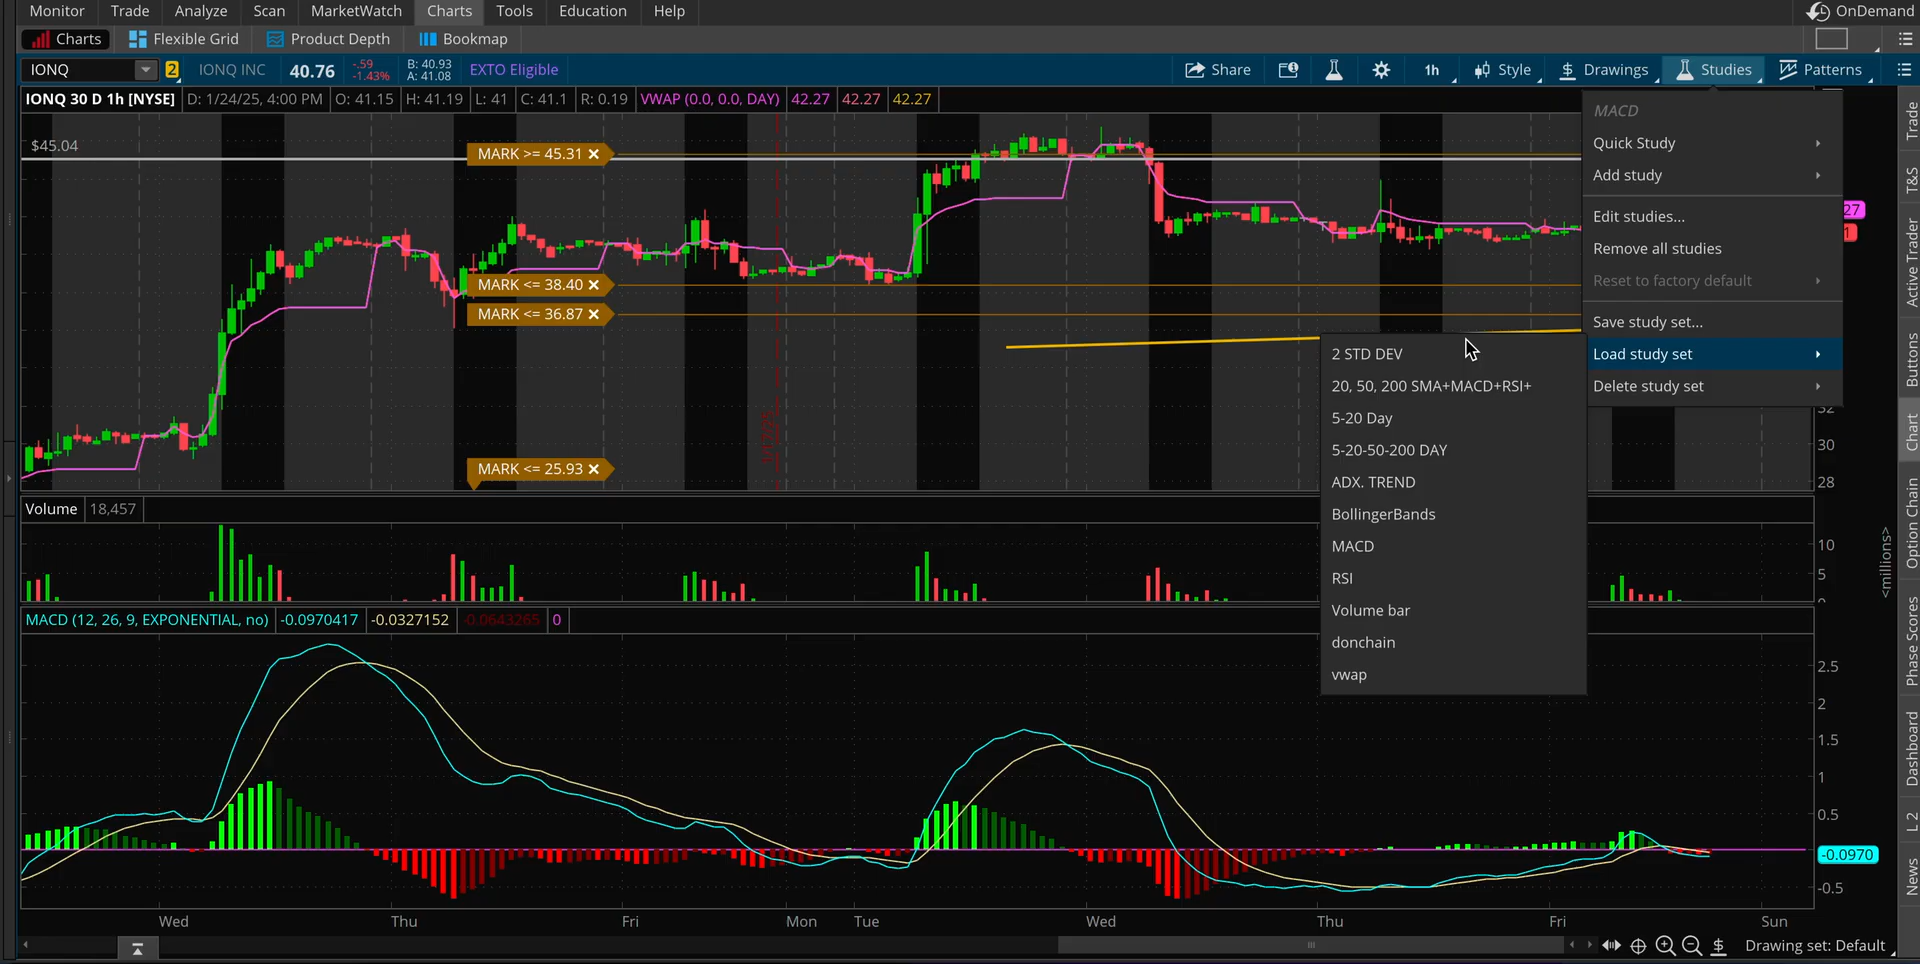 Monitor Trade Analyze Scan MarketWatch Charts Tools Education Help OnDemand
Charts Flexible Grid Product Depth Bookmap
IONQ 2 IONQ INC 40.76 -.59 -1.43% B: 40.93 A: 41.08 EXTO Eligible Share 1h Style $ Drawings Studies Patterns
IONQ 30 D 1h [NYSE] D: 1/24/25, 4:00 PM O: 41.15 H: 41.19 L: 41 C: 41.1 R: 0.19 VWAP (0.0, 0.0, DAY) 42.27 42.27 42.27
$45.04
MARK >= 45.31 ×
MARK <= 38.40 ×
MARK <= 36.87 ×
MARK <= 25.93 ×
MACD
Quick Study
Add study
Edit studies...
Remove all studies
Reset to factory default
Save study set...
Load study set
Delete study set
2 STD DEV
20, 50, 200 SMA+MACD+RSI+
5-20 Day
5-20-50-200 DAY
ADX. TREND
BollingerBands
MACD
RSI
Volume bar
donchain
vwap
27
32
30
28
Volume 18,457
10
5
0
<millions>
MACD (12, 26, 9, EXPONENTIAL, no) -0.0970417 -0.0327152 -0.0643265 0
2.5
2
1.5
1
0.5
-0.0970
-0.5
Wed Thu Fri Mon Tue Wed Thu Fri Sun
$ Drawing set: Default
Trade
T&S
Active Trader
Buttons
Chart
Option Chain
Phase Scores
Dashboard
L 2
News